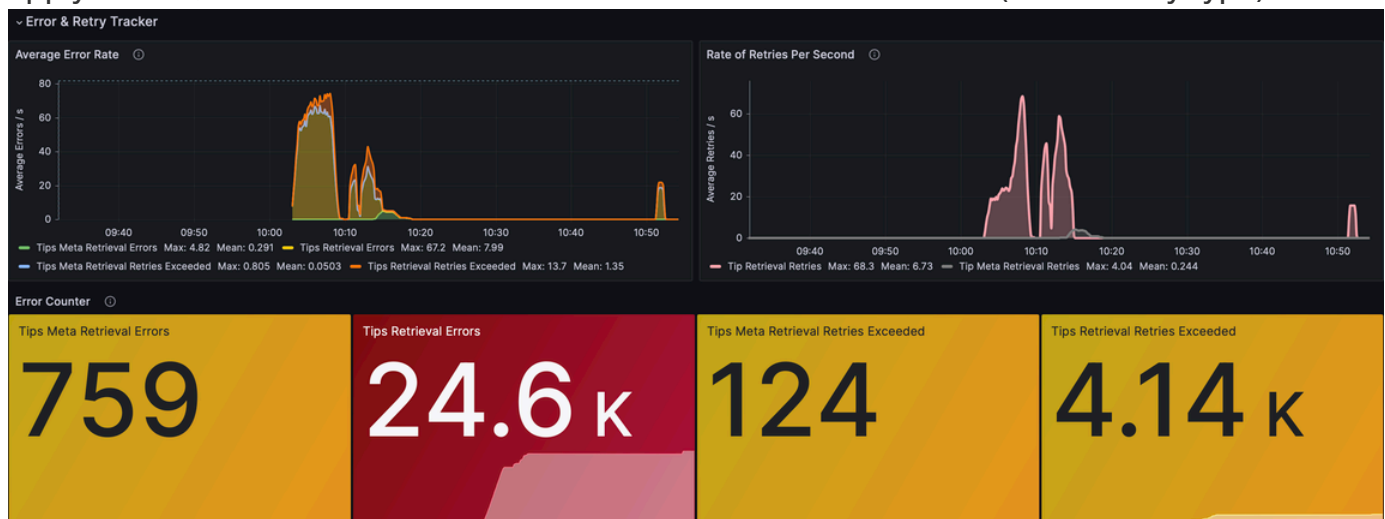 Error & Retry Tracker
Average Error Rate
Rate of Retries Per Second
80
60
40
20
0
Average Errors / s
09:40 09:50 10:00 10:10 10:20 10:30 10:40 10:50
Tips Meta Retrieval Errors Max: 4.82 Mean: 0.291 Tips Retrieval Errors Max: 67.2 Mean: 7.99
Tips Meta Retrieval Retries Exceeded Max: 0.805 Mean: 0.0503 Tips Retrieval Retries Exceeded Max: 13.7 Mean: 1.35
60
40
20
0
Average Retries / s
09:40 09:50 10:00 10:10 10:20 10:30 10:40 10:50
Tip Retrieval Retries Max: 68.3 Mean: 6.73 Tip Meta Retrieval Retries Max: 4.04 Mean: 0.244
Error Counter
Tips Meta Retrieval Errors
759
Tips Retrieval Errors
24.6 K
Tips Meta Retrieval Retries Exceeded
124
Tips Retrieval Retries Exceeded
4.14 K